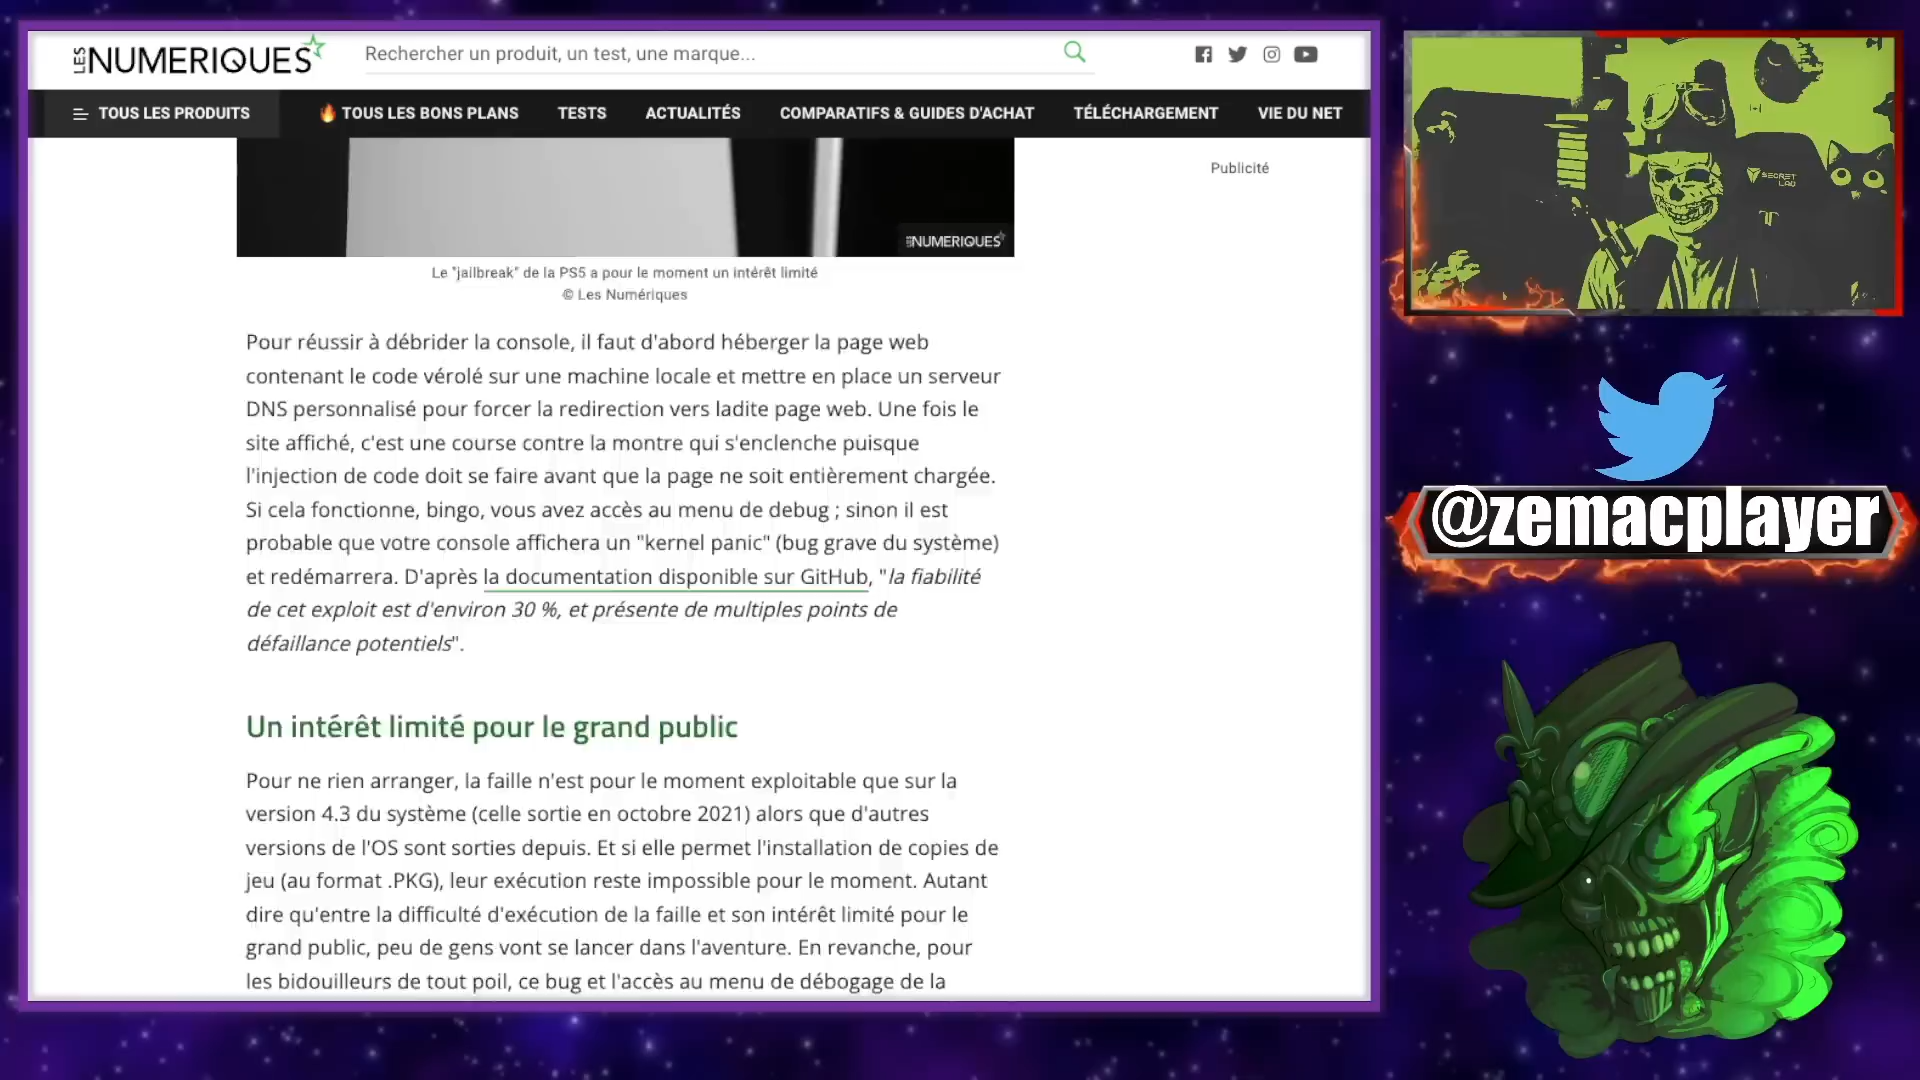 LES NUMERIQUES
Rechercher un produit, un test, une marque...
TOUS LES PRODUITS
TOUS LES BONS PLANS
TESTS
ACTUALITÉS
COMPARATIFS & GUIDES D'ACHAT
TÉLÉCHARGEMENT
VIE DU NET
Publicité
LES NUMERIQUES
Le "jailbreak" de la PS5 a pour le moment un intérêt limité
© Les Numériques
Pour réussir à débrider la console, il faut d'abord héberger la page web
contenant le code vérolé sur une machine locale et mettre en place un serveur
DNS personnalisé pour forcer la redirection vers ladite page web. Une fois le
site affiché, c'est une course contre la montre qui s'enclenche puisque
l'injection de code doit se faire avant que la page ne soit entièrement chargée.
Si cela fonctionne, bingo, vous avez accès au menu de debug ; sinon il est
probable que votre console affichera un "kernel panic" (bug grave du système)
et redémarrera. D'après la documentation disponible sur GitHub, "la fiabilité
de cet exploit est d'environ 30 %, et présente de multiples points de
défaillance potentiels".
Un intérêt limité pour le grand public
Pour ne rien arranger, la faille n'est pour le moment exploitable que sur la
version 4.3 du système (celle sortie en octobre 2021) alors que d'autres
versions de l'OS sont sorties depuis. Et si elle permet l'installation de copies de
jeu (au format .PKG), leur exécution reste impossible pour le moment. Autant
dire qu'entre la difficulté d'exécution de la faille et son intérêt limité pour le
grand public, peu de gens vont se lancer dans l'aventure. En revanche, pour
les bidouilleurs de tout poil, ce bug et l'accès au menu de débogage de la
SECRET
LAB
@zemacplayer